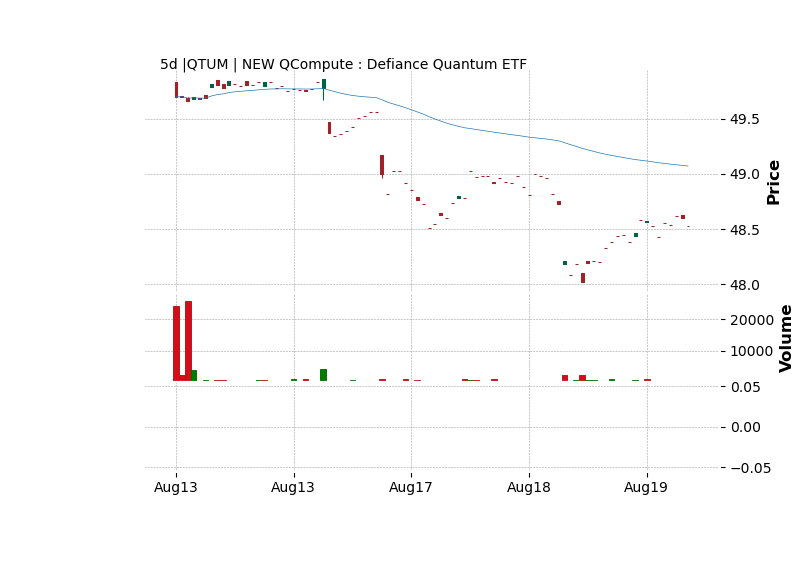 5d |QTUM | NEW QCompute : Defiance Quantum ETF
49.5
49.0
48.5
48.0
Price
20000
10000
Volume
0.05
0.00
−0.05
Aug13 Aug13 Aug17 Aug18 Aug19